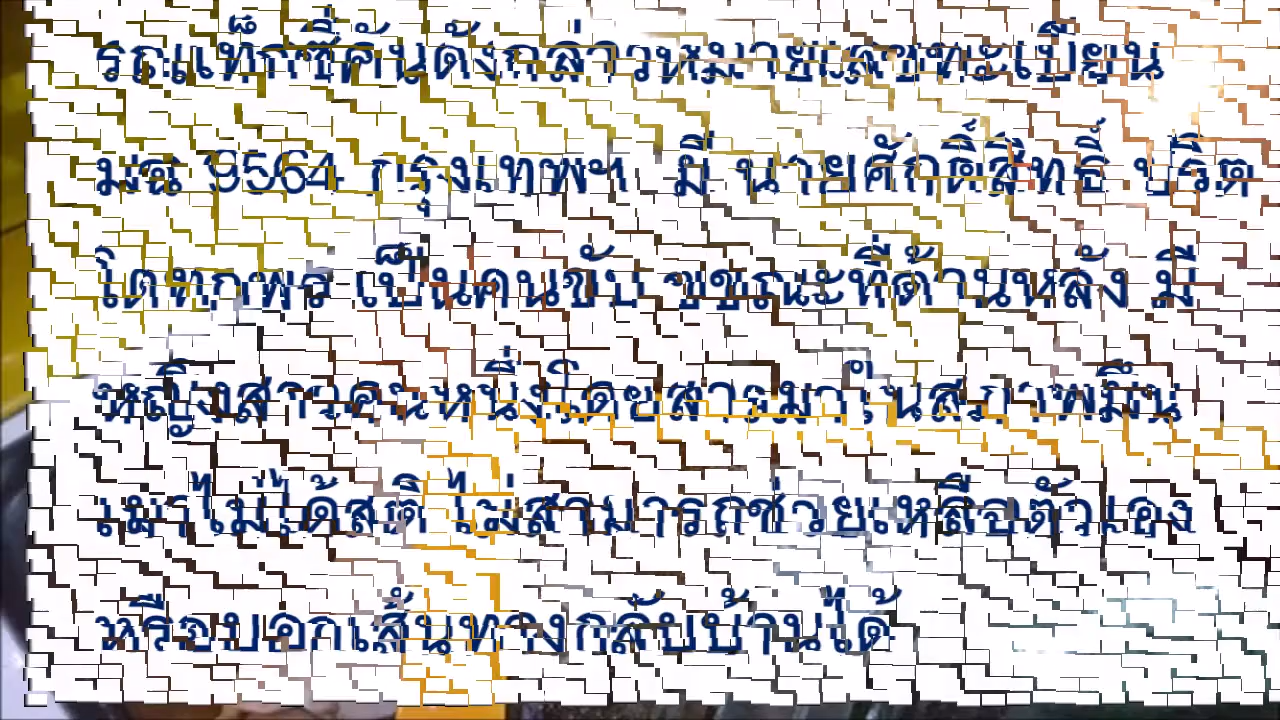 รถแท็กซี่คันดังกล่าวหมายเลขทะเบียน
มฉ 9564 กรุงเทพฯ มี นายศักดิ์สิทธิ์ ปริต
โตทกุพร เป็นคนขับ ขขณะที่ด้านหลัง มี
หญิงสาวคนหนึ่งโดยสารมาในสภาพมึน
เมาไม่ได้สติ ไม่สามารถช่วยเหลือตัวเอง
หรือบอกเส้นทางกลับบ้านได้